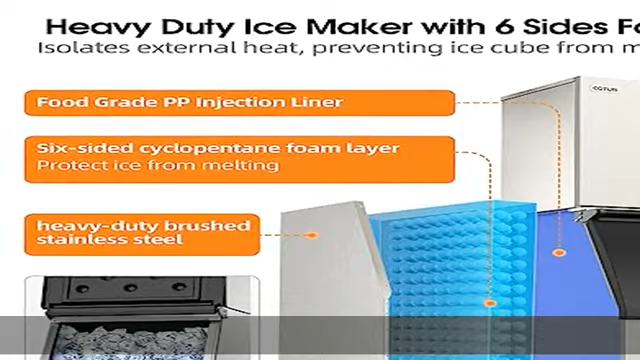 Heavy Duty Ice Maker with 6 Sides
Isolates external heat, preventing ice cube from
Food Grade PP Injection Liner
Six-sided cyclopentane foam layer
Protect ice from melting
heavy-duty brushed
stainless steel